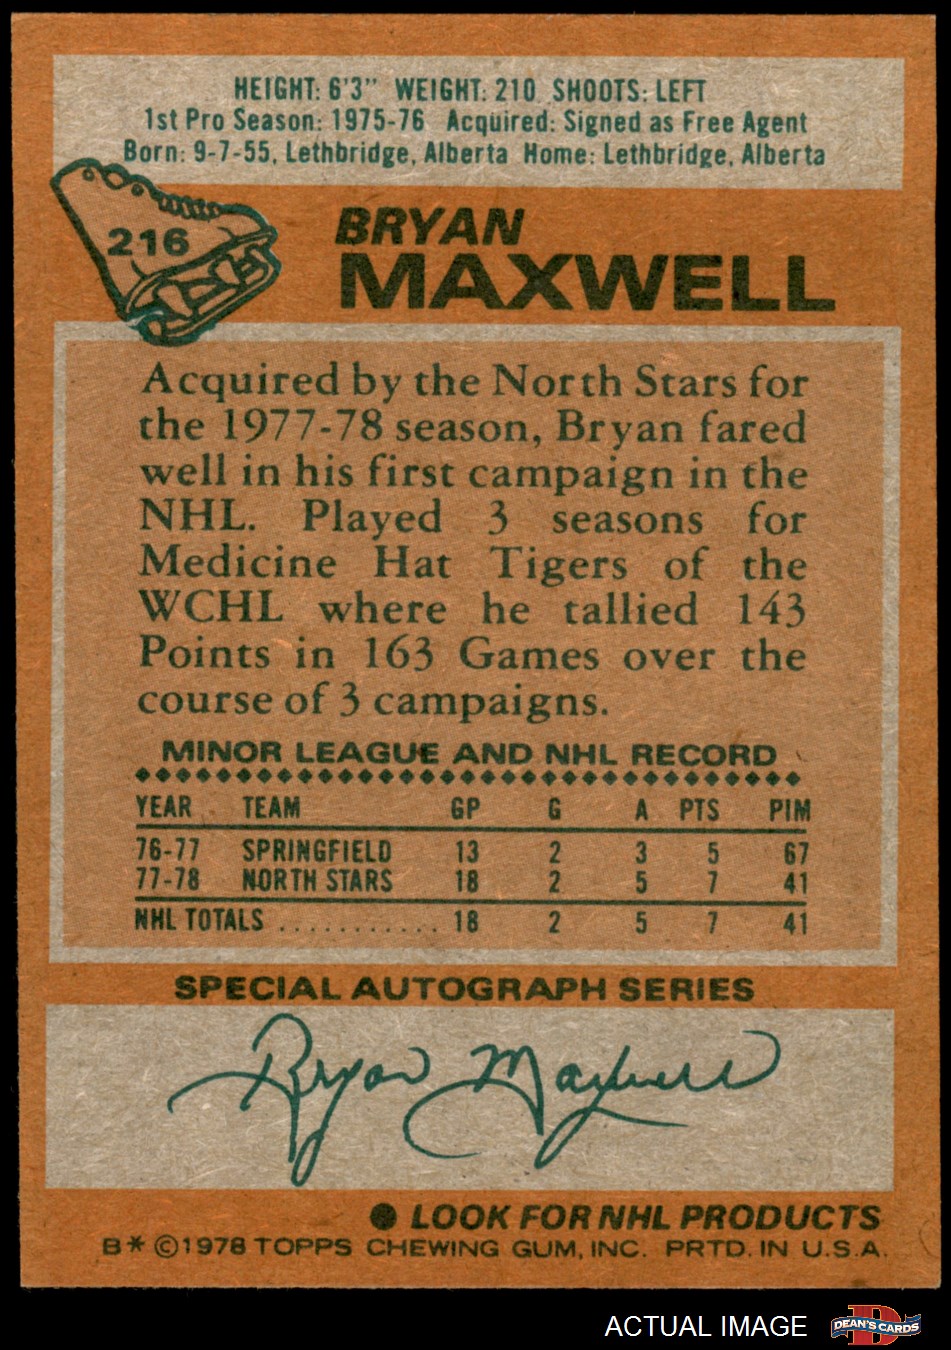 HEIGHT: 6'3" WEIGHT: 210 SHOOTS: LEFT
1st Pro Season: 1975-76 Acquired: Signed as Free Agent
Born: 9-7-55, Lethbridge, Alberta Home: Lethbridge, Alberta
216
BRYAN
MAXWELL
Acquired by the North Stars for
the 1977-78 season, Bryan fared
well in his first campaign in the
NHL. Played 3 seasons for
Medicine Hat Tigers of the
WCHL where he tallied 143
Points in 163 Games over the
course of 3 campaigns.
MINOR LEAGUE AND NHL RECORD
YEAR TEAM GP G A PTS PIM
76-77 SPRINGFIELD 13 2 3 5 67
77-78 NORTH STARS 18 2 5 7 41
NHL TOTALS ............ 18 2 5 7 41
SPECIAL AUTOGRAPH SERIES
Bryan Maxwell
● LOOK FOR NHL PRODUCTS
B* ©1978 TOPPS CHEWING GUM, INC. PRTD. IN U.S.A.
ACTUAL IMAGE
D
DEAN'S CARDS